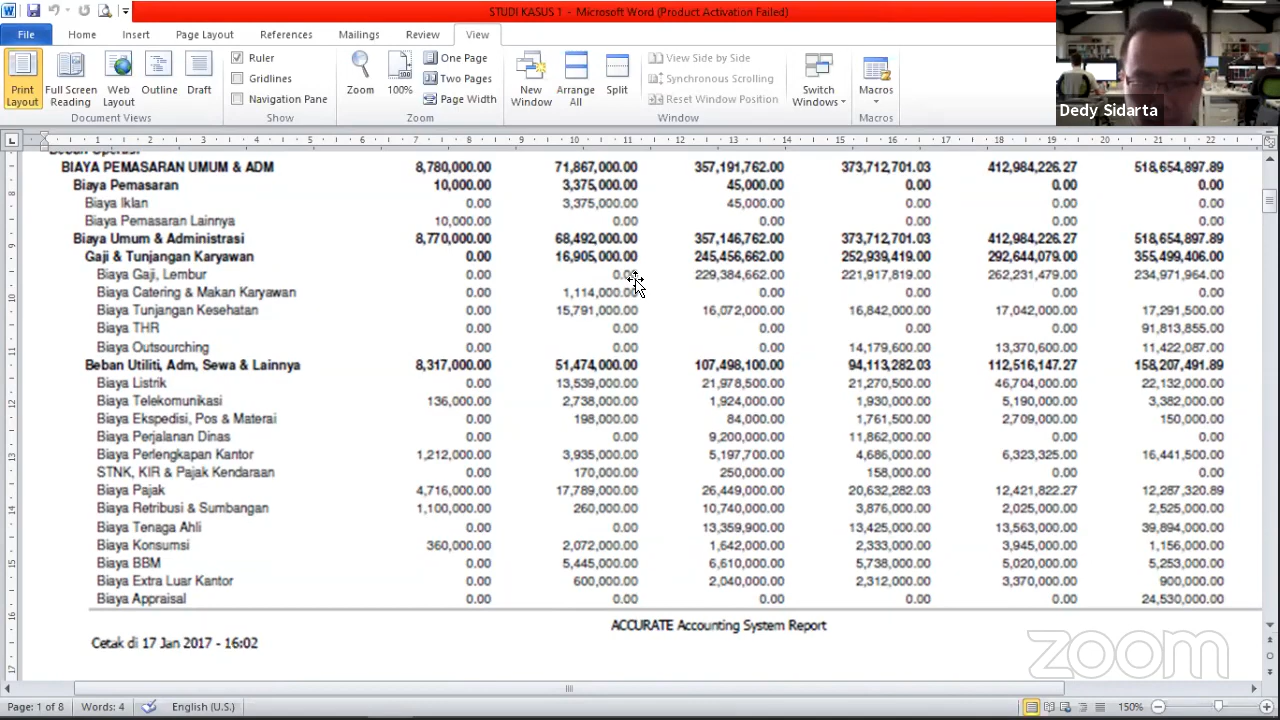 STUDI KASUS 1 - Microsoft Word (Product Activation Failed)
File Home Insert Page Layout References Mailings Review View
Print Layout
Full Screen Reading
Web Layout
Outline
Draft
Document Views
Ruler
Gridlines
Navigation Pane
Show
Zoom
100%
One Page
Two Pages
Page Width
Zoom
New Window
Arrange All
Split
View Side by Side
Synchronous Scrolling
Reset Window Position
Window
Switch Windows
Macros
Macros
Dedy Sidarta
1 2 3 4 5 6 7 8 9 10 11 12 13 14 15 16 17 18 19 20 21 22
BIAYA PEMASARAN UMUM & ADM 8,780,000.00 71,867,000.00 357,191,762.00 373,712,701.03 412,984,226.27 518,654,897.89
Biaya Pemasaran 10,000.00 3,375,000.00 45,000.00 0.00 0.00 0.00
Biaya Iklan 0.00 3,375,000.00 45,000.00 0.00 0.00 0.00
Biaya Pemasaran Lainnya 10,000.00 0.00 0.00 0.00 0.00 0.00
Biaya Umum & Administrasi 8,770,000.00 68,492,000.00 357,146,762.00 373,712,701.03 412,984,226.27 518,654,897.89
Gaji & Tunjangan Karyawan 0.00 16,905,000.00 245,456,662.00 252,939,419.00 292,644,079.00 355,499,406.00
Biaya Gaji, Lembur 0.00 0.00 229,384,662.00 221,917,819.00 262,231,479.00 234,971,964.00
Biaya Catering & Makan Karyawan 0.00 1,114,000.00 0.00 0.00 0.00 0.00
Biaya Tunjangan Kesehatan 0.00 15,791,000.00 16,072,000.00 16,842,000.00 17,042,000.00 17,291,500.00
Biaya THR 0.00 0.00 0.00 0.00 0.00 91,813,855.00
Biaya Outsourching 0.00 0.00 0.00 14,179,600.00 13,370,600.00 11,422,087.00
Beban Utiliti, Adm, Sewa & Lainnya 8,317,000.00 51,474,000.00 107,498,100.00 94,113,282.03 112,516,147.27 158,207,491.89
Biaya Listrik 0.00 13,539,000.00 21,978,500.00 21,270,500.00 46,704,000.00 22,132,000.00
Biaya Telekomunikasi 136,000.00 2,738,000.00 1,924,000.00 1,930,000.00 5,190,000.00 3,382,000.00
Biaya Ekspedisi, Pos & Materai 0.00 198,000.00 84,000.00 1,761,500.00 2,709,000.00 150,000.00
Biaya Perjalanan Dinas 0.00 0.00 9,200,000.00 11,862,000.00 0.00 0.00
Biaya Perlengkapan Kantor 1,212,000.00 3,935,000.00 5,197,700.00 4,686,000.00 6,323,325.00 16,441,500.00
STNK, KIR & Pajak Kendaraan 0.00 170,000.00 250,000.00 158,000.00 0.00 0.00
Biaya Pajak 4,716,000.00 17,789,000.00 26,449,000.00 20,632,282.03 12,421,822.27 12,287,320.89
Biaya Retribusi & Sumbangan 1,100,000.00 260,000.00 10,740,000.00 3,876,000.00 2,025,000.00 2,525,000.00
Biaya Tenaga Ahli 0.00 0.00 13,359,900.00 13,425,000.00 13,563,000.00 39,894,000.00
Biaya Konsumsi 360,000.00 2,072,000.00 1,642,000.00 2,333,000.00 3,945,000.00 1,156,000.00
Biaya BBM 0.00 5,445,000.00 6,610,000.00 5,738,000.00 5,020,000.00 5,253,000.00
Biaya Extra Luar Kantor 0.00 600,000.00 2,040,000.00 2,312,000.00 3,370,000.00 900,000.00
Biaya Appraisal 0.00 0.00 0.00 0.00 0.00 24,530,000.00
ACCURATE Accounting System Report
Cetak di 17 Jan 2017 - 16:02
zoom
Page: 1 of 8 Words: 4 English (U.S.) 150%